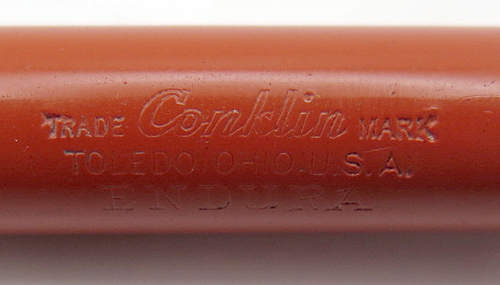 TRADE Conklin MARK
TOLEDO, OHIO, U.S.A.
ENDURA